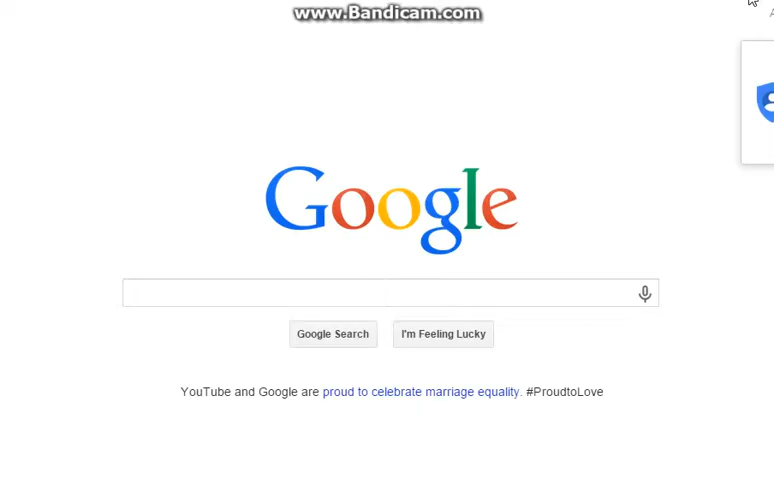 www.Bandicam.com
Google
Google Search
I'm Feeling Lucky
YouTube and Google are proud to celebrate marriage equality. #ProudtoLove